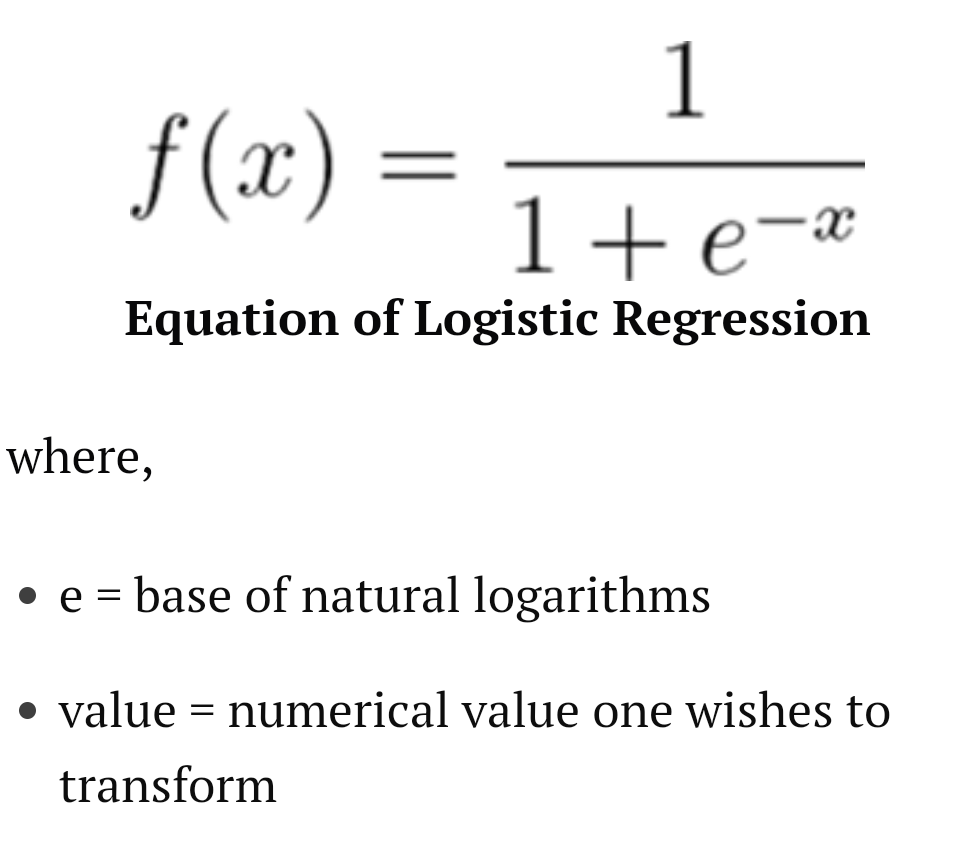 f(x) = 1 / (1 + e^{-x})
Equation of Logistic Regression
where,
• e = base of natural logarithms
• value = numerical value one wishes to
transform